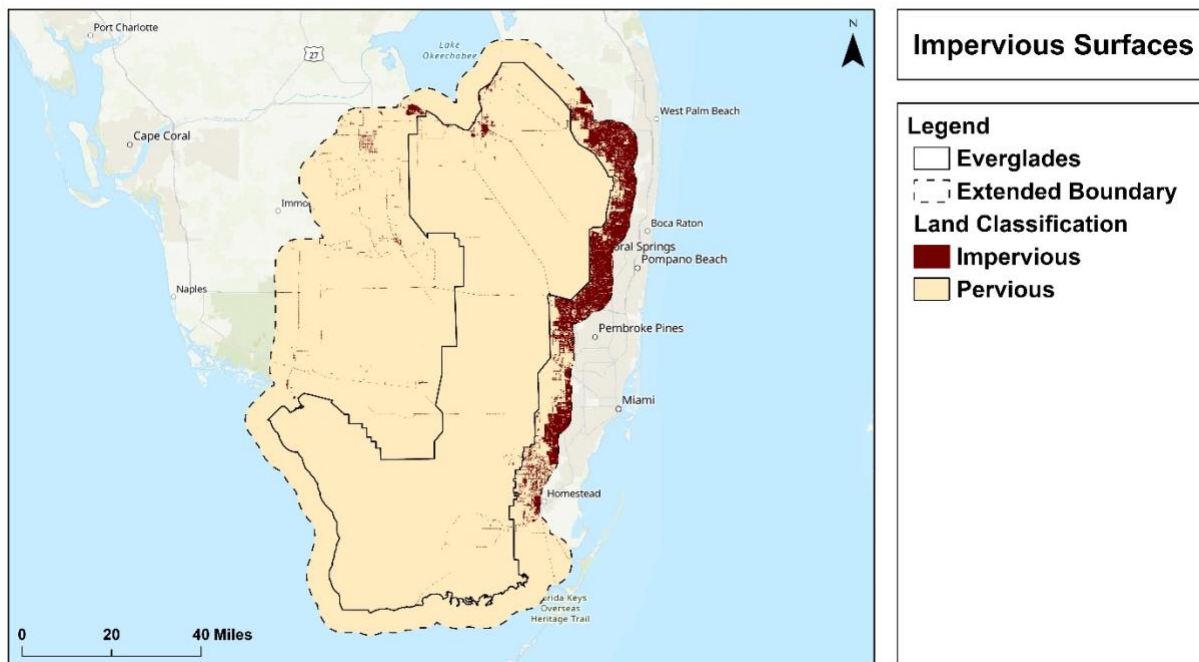 Port Charlotte
Lake
Okeechobee
27
N
Impervious Surfaces
West Palm Beach
Cape Coral
Legend
Everglades
Extended Boundary
Land Classification
Impervious
Pervious
Immo
Boca Raton
oral Springs
Pompano Beach
Naples
Pembroke Pines
Miami
Homestead
rida Keys
Overseas
Heritage Trail
0 20 40 Miles